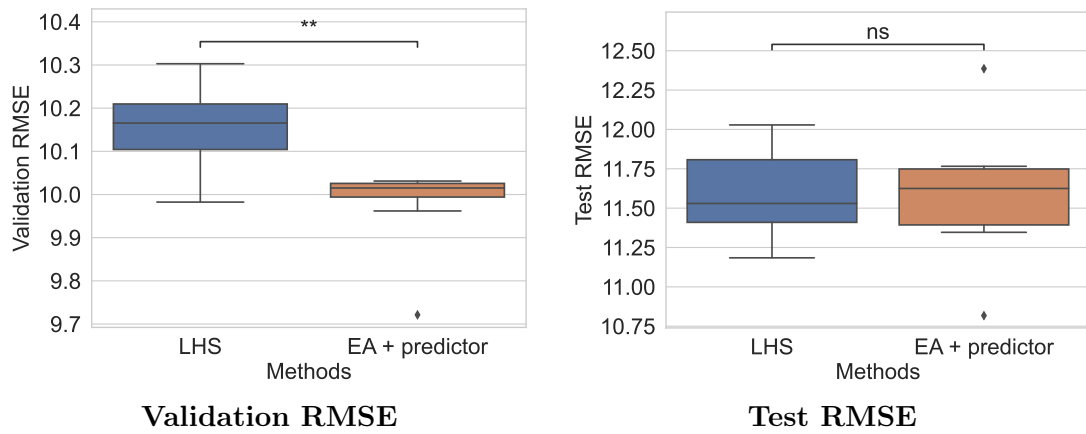 10.4
10.3
10.2
10.1
10.0
9.9
9.8
9.7
Validation RMSE
**
LHS
EA + predictor
Methods
Validation RMSE
12.50
12.25
12.00
11.75
11.50
11.25
11.00
10.75
Test RMSE
ns
LHS
EA + predictor
Methods
Test RMSE